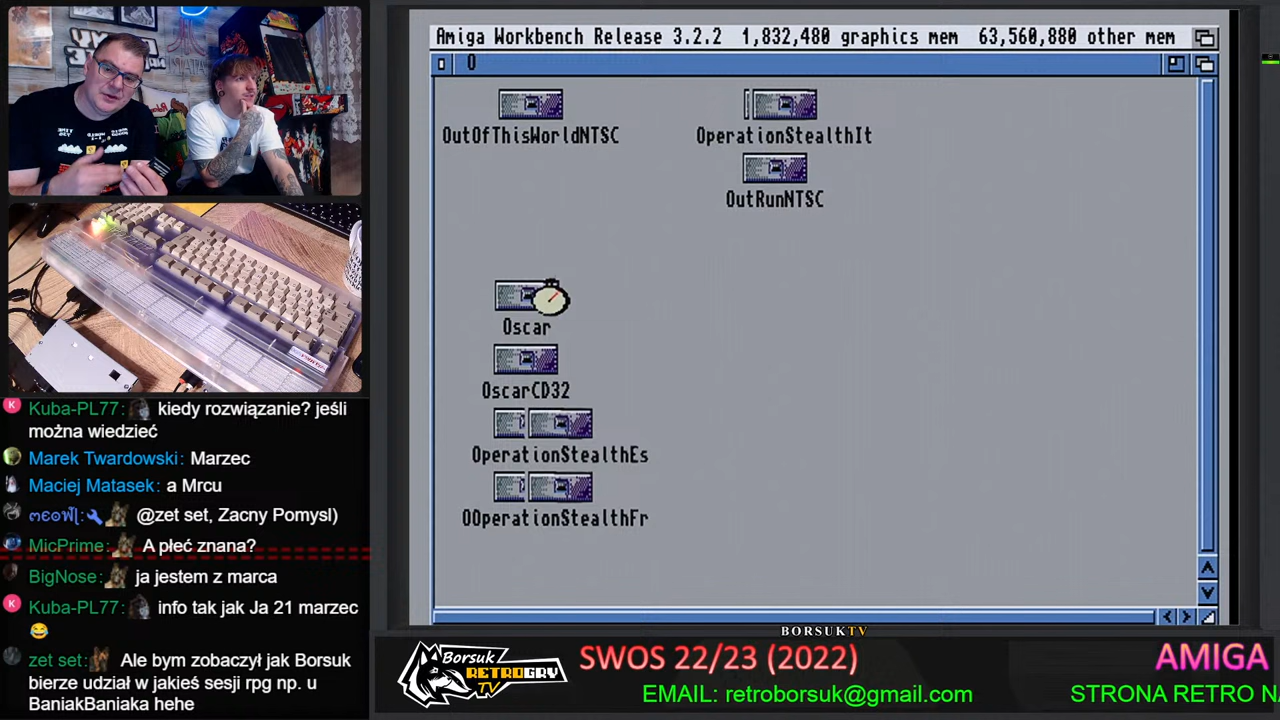 Amiga Workbench Release 3.2.2 1,832,480 graphics mem 63,560,880 other mem
O
OutOfThisWorldNTSC
OperationStealthIt
OutRunNTSC
Oscar
OscarCD32
OperationStealthEs
OOperationStealthFr
Kuba-PL77: kiedy rozwiązanie? jeśli
można wiedzieć
Marek Twardowski: Marzec
Maciej Matasek: a Mrcu
@zet set, Zacny Pomysl)
MicPrime: A płeć znana?
BigNose: ja jestem z marca
Kuba-PL77: info tak jak Ja 21 marzec
😂
zet set: Ale bym zobaczył jak Borsuk
bierze udział w jakieś sesji rpg np. u
BaniakBaniaka hehe
BORSUKTV
Borsuk
RETROGRY
TV
SWOS 22/23 (2022)
AMIGA
EMAIL: retroborsuk@gmail.com
STRONA RETRO NA